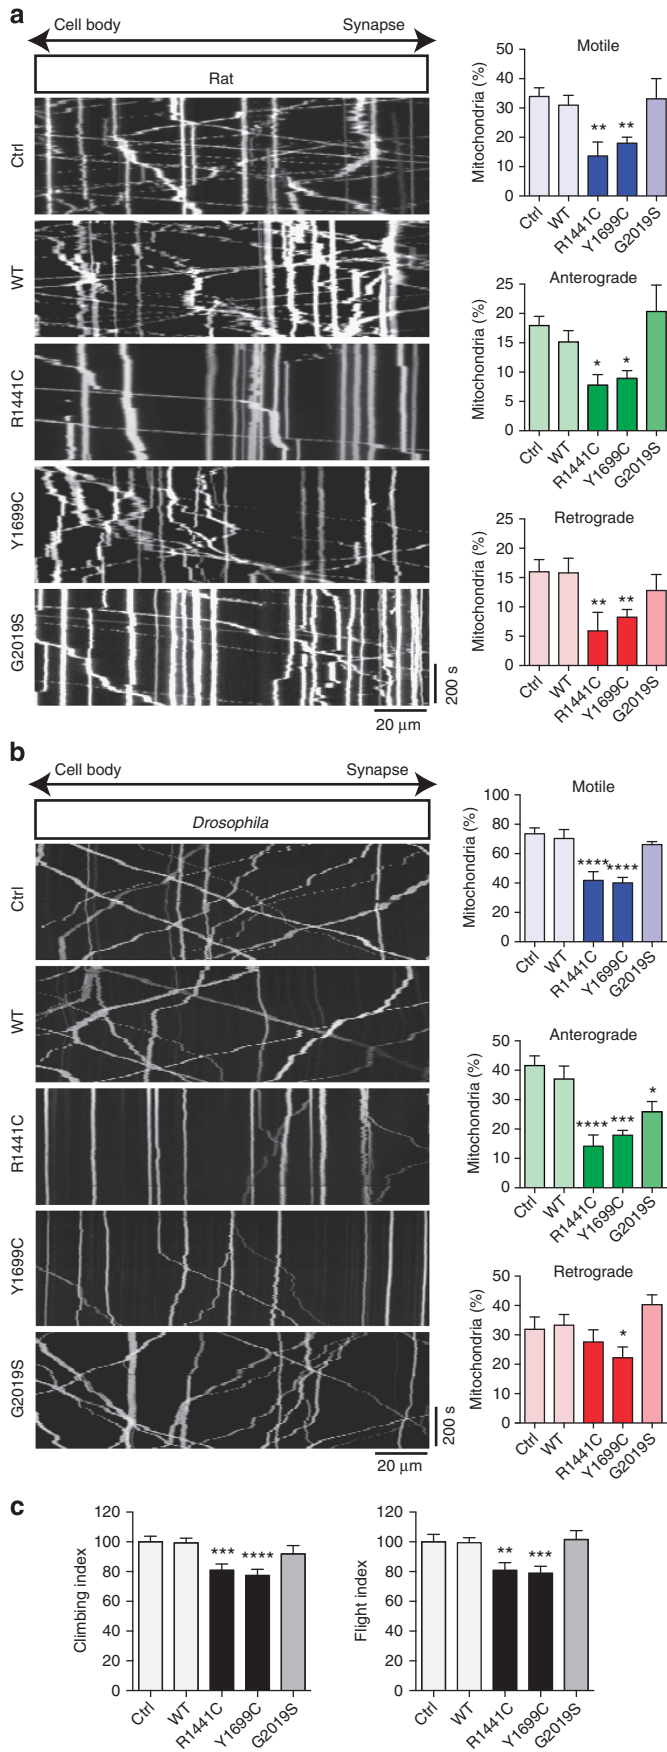 a
Cell body Synapse
Rat
Ctrl
WT
R1441C
Y1699C
G2019S
200 s
20 μm
Motile
Mitochondria (%)
50
40
30
20
10
0
** **
Ctrl WT R1441C Y1699C G2019S
Anterograde
Mitochondria (%)
25
20
15
10
5
0
* *
Ctrl WT R1441C Y1699C G2019S
Retrograde
Mitochondria (%)
25
20
15
10
5
0
** **
Ctrl WT R1441C Y1699C G2019S
b
Cell body Synapse
Drosophila
Ctrl
WT
R1441C
Y1699C
G2019S
200 s
20 μm
Motile
Mitochondria (%)
100
80
60
40
20
0
**** ****
Ctrl WT R1441C Y1699C G2019S
Anterograde
Mitochondria (%)
50
40
30
20
10
0
**** *** *
Ctrl WT R1441C Y1699C G2019S
Retrograde
Mitochondria (%)
50
40
30
20
10
0
*
Ctrl WT R1441C Y1699C G2019S
c
Climbing index
120
100
80
60
40
20
0
*** ****
Ctrl WT R1441C Y1699C G2019S
Flight index
120
100
80
60
40
20
0
** ***
Ctrl WT R1441C Y1699C G2019S